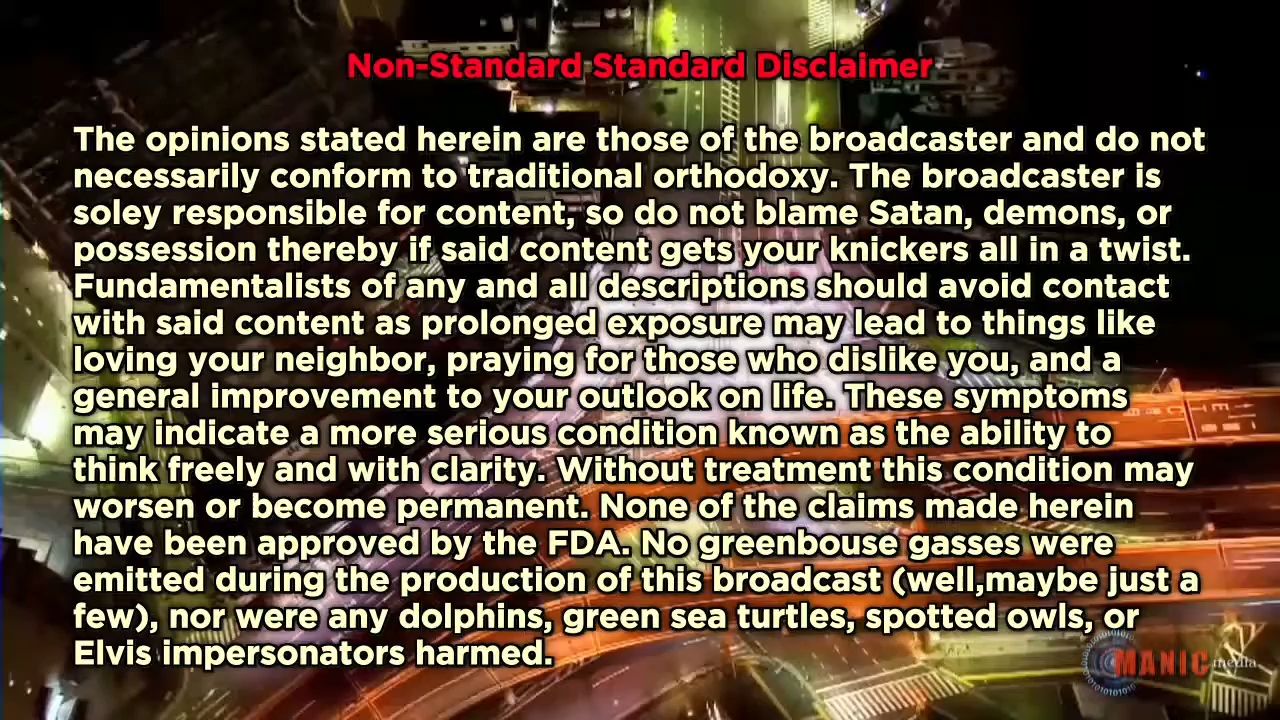 Non-Standard Standard Disclaimer
The opinions stated herein are those of the broadcaster and do not
necessarily conform to traditional orthodoxy. The broadcaster is
soley responsible for content, so do not blame Satan, demons, or
possession thereby if said content gets your knickers all in a twist.
Fundamentalists of any and all descriptions should avoid contact
with said content as prolonged exposure may lead to things like
loving your neighbor, praying for those who dislike you, and a
general improvement to your outlook on life. These symptoms
may indicate a more serious condition known as the ability to
think freely and with clarity. Without treatment this condition may
worsen or become permanent. None of the claims made herein
have been approved by the FDA. No greenbouse gasses were
emitted during the production of this broadcast (well,maybe just a
few), nor were any dolphins, green sea turtles, spotted owls, or
Elvis impersonators harmed.
MANIC media